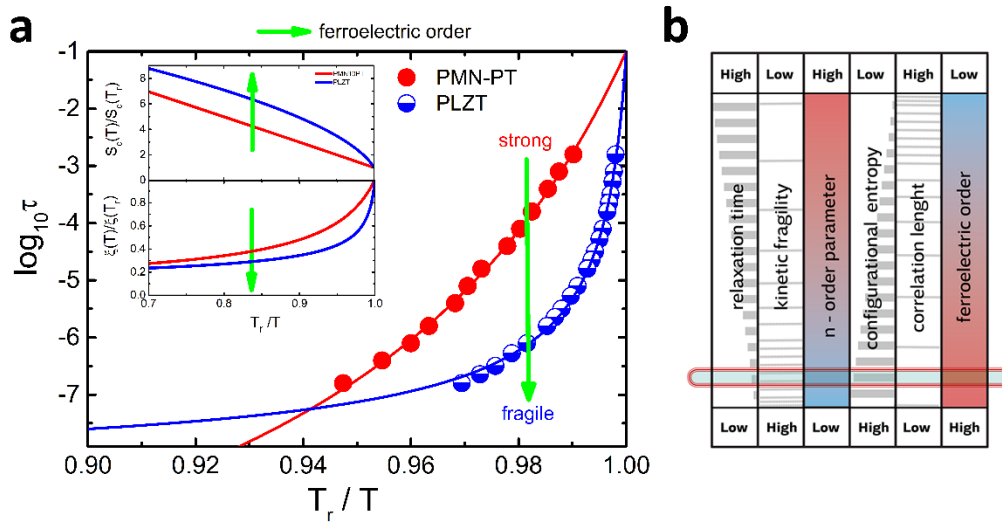 a
ferroelectric order
b
-1
-2
-3
-4
-5
-6
-7
log10τ
0.90
0.92
0.94
0.96
0.98
1.00
Tr / T
PMN-PT
PLZT
strong
fragile
8
6
4
2
0
Sc(T)/Sc(Tr)
PMN10PT
PLZT
0.8
0.6
0.4
0.2
0.0
ξ(T)/ξ(Tr)
0.7
0.8
0.9
1.0
Tr /T
High Low High Low High Low
relaxation time
kinetic fragility
n - order parameter
configurational entropy
correlation lenght
ferroelectric order
Low High Low High Low High